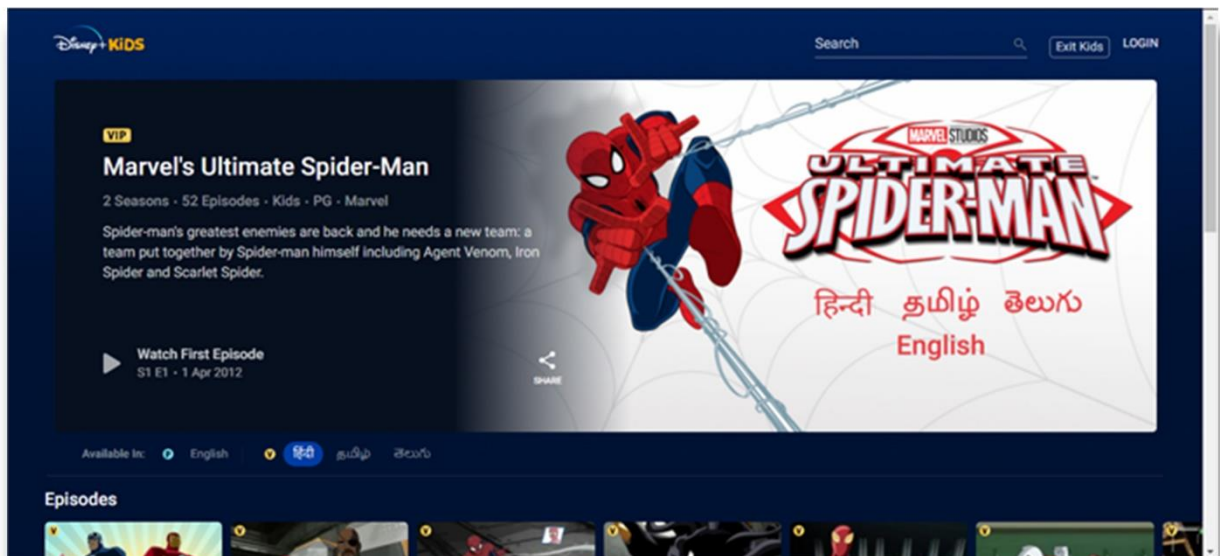 Disney+ KiDS
Search
Exit Kids
LOGIN
VIP
Marvel's Ultimate Spider-Man
2 Seasons • 52 Episodes • Kids • PG • Marvel
Spider-man's greatest enemies are back and he needs a new team: a
team put together by Spider-man himself including Agent Venom, Iron
Spider and Scarlet Spider.
Watch First Episode
S1 E1 • 1 Apr 2012
SHARE
MARVEL STUDIOS
ULTIMATE
SPIDER-MAN
हिन्दी தமிழ் తెలుగు
English
Available In: P English V हिंदी தமிழ் తెలుగు
Episodes
V V V V V V V